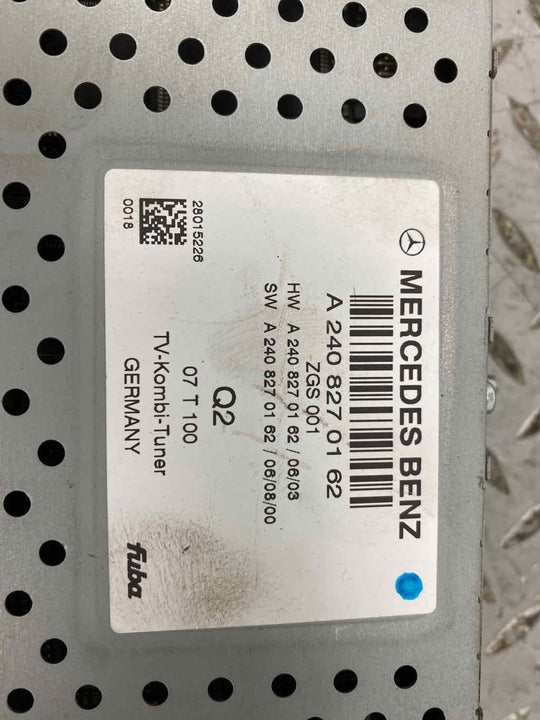 MERCEDES BENZ
A 240 827 01 62
ZGS 001
HW A 240 827 01 62 / 06/03
SW A 240 827 01 62 / 06/08/00
Q2
28015226
0018
07 T 100
TV-Kombi-Tuner
GERMANY
fuba